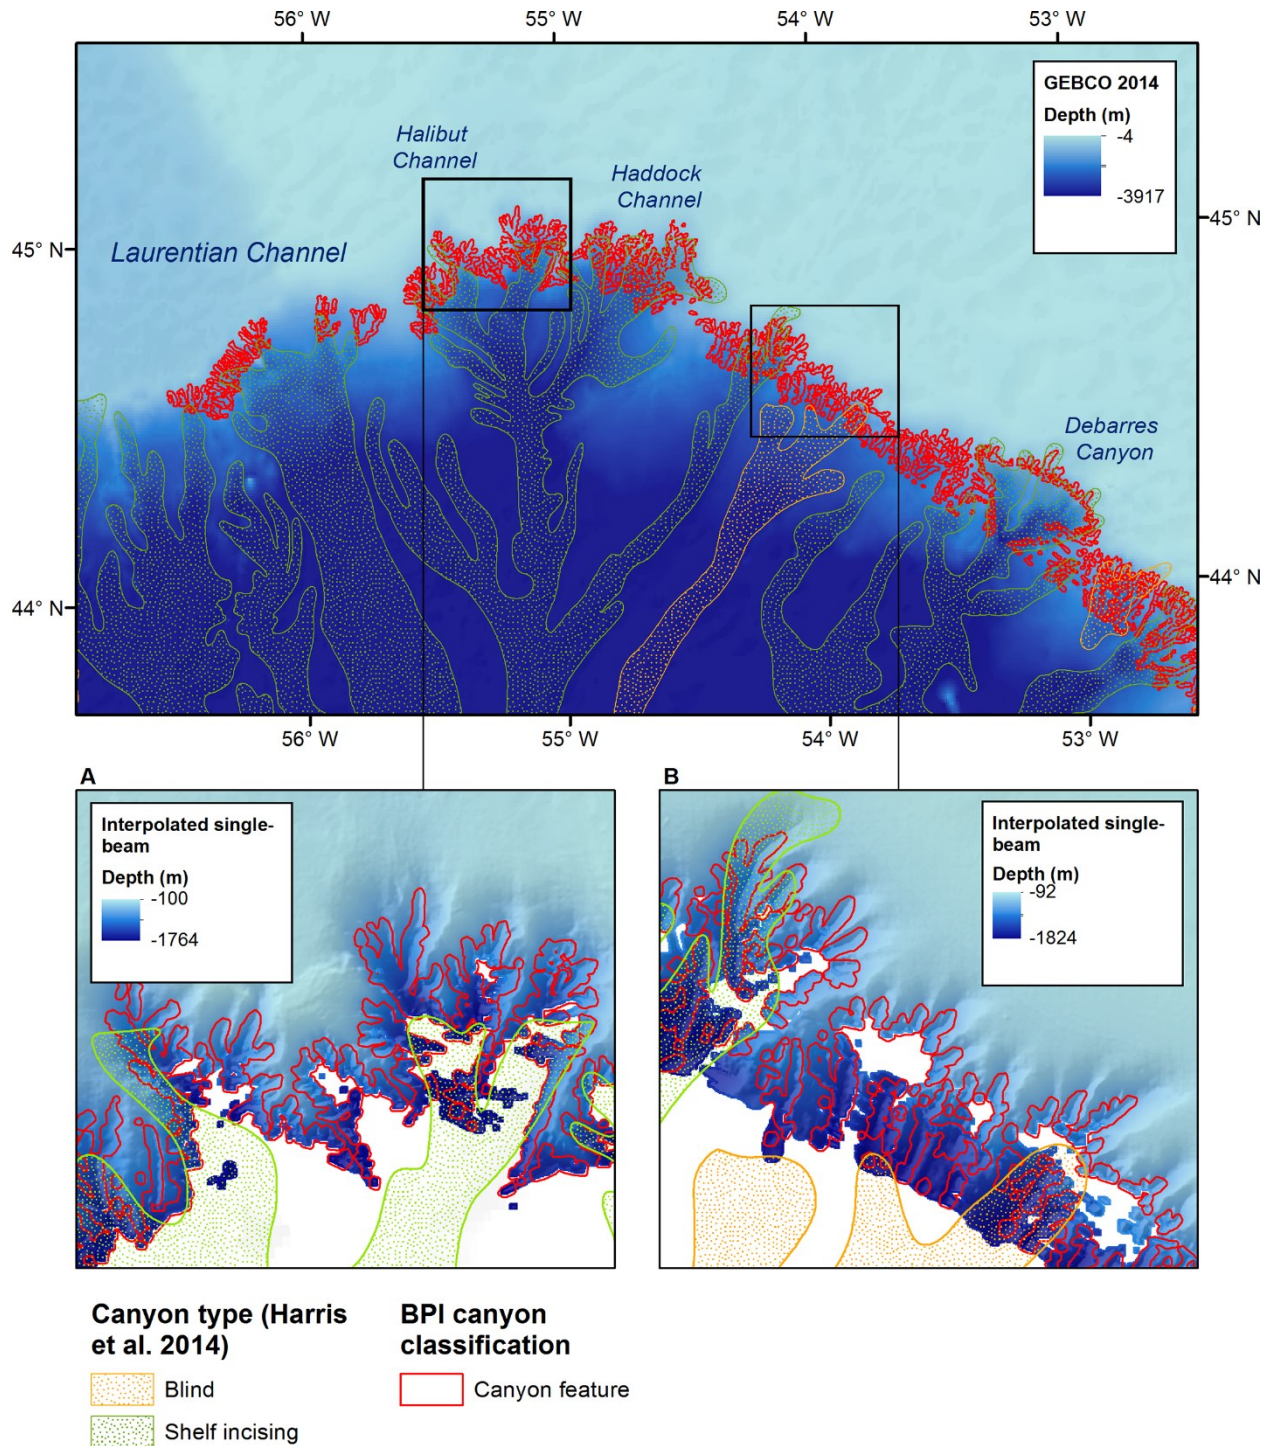 56° W
55° W
54° W
53° W
GEBCO 2014
Depth (m)
-4
-3917
Halibut
Channel
Haddock
Channel
45° N
45° N
Laurentian Channel
Debarres
Canyon
44° N
44° N
56° W
55° W
54° W
53° W
A
Interpolated single-
beam
Depth (m)
-100
-1764
B
Interpolated single-
beam
Depth (m)
-92
-1824
Canyon type (Harris
et al. 2014)
Blind
Shelf incising
BPI canyon
classification
Canyon feature